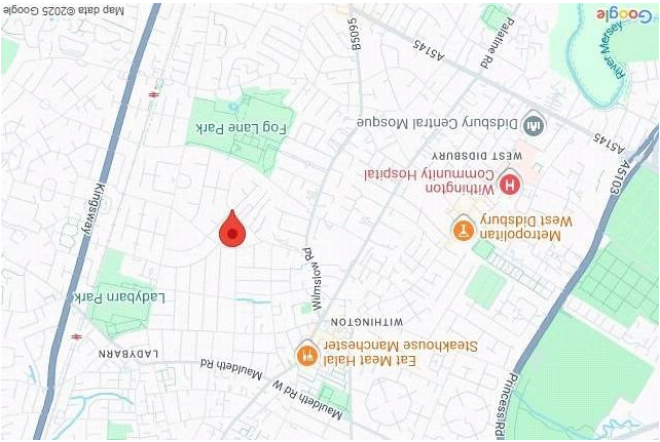 Mauldeth Rd W
Princess Rd
Eat Meat Halal
Steakhouse Manchester
Mauldeth Rd
LADYBARN
WITHINGTON
Ladybarn Park
Wilmslow Rd
Metropolitan
West Didsbury
Kingsway
Withington
Community Hospital
WEST DIDSBURY
A5103
Fog Lane Park
Didsbury Central Mosque
A5145
River Mersey
A5145
B5095
Palatine Rd
Google
Map data ©2025 Google